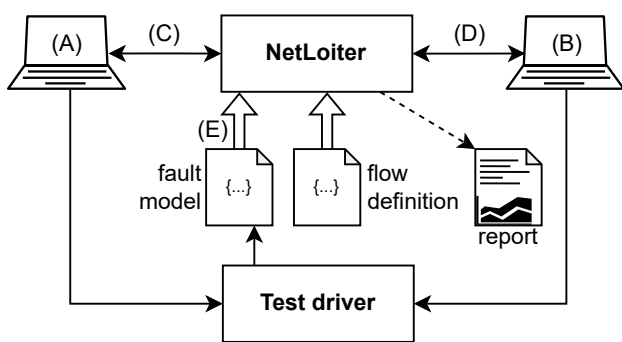 (A)
(C)
NetLoiter
(D)
(B)
(E)
fault
model
{...}
{...}
flow
definition
report
Test driver